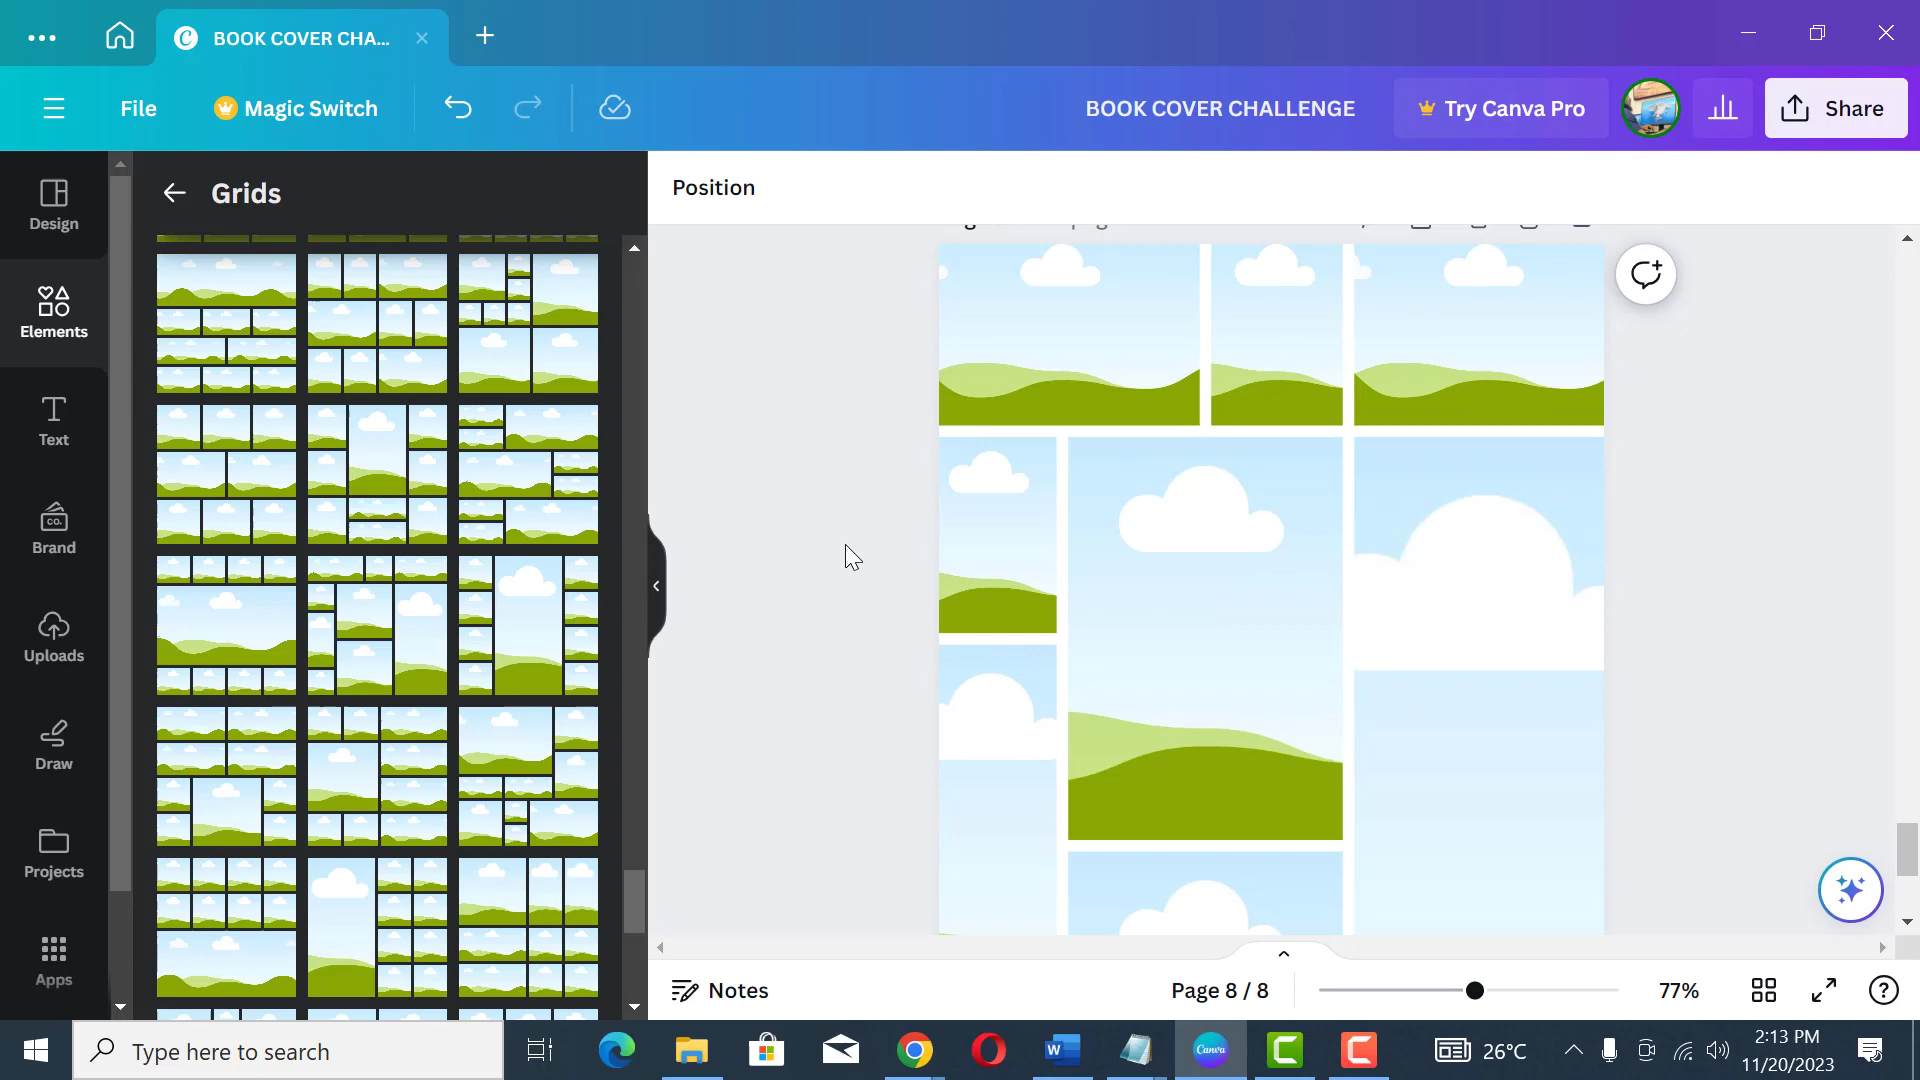 BOOK COVER CHA...
File
Magic Switch
BOOK COVER CHALLENGE
Try Canva Pro
Share
Design
Elements
Text
co.
Brand
Uploads
Draw
Projects
Apps
Grids
Position
Notes
Page 8 / 8
77%
Type here to search
W
Canva
26°C
2:13 PM
11/20/2023